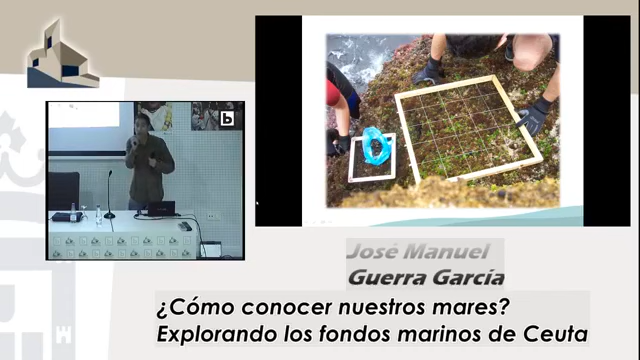 b
José Manuel
Guerra García
¿Cómo conocer nuestros mares?
Explorando los fondos marinos de Ceuta